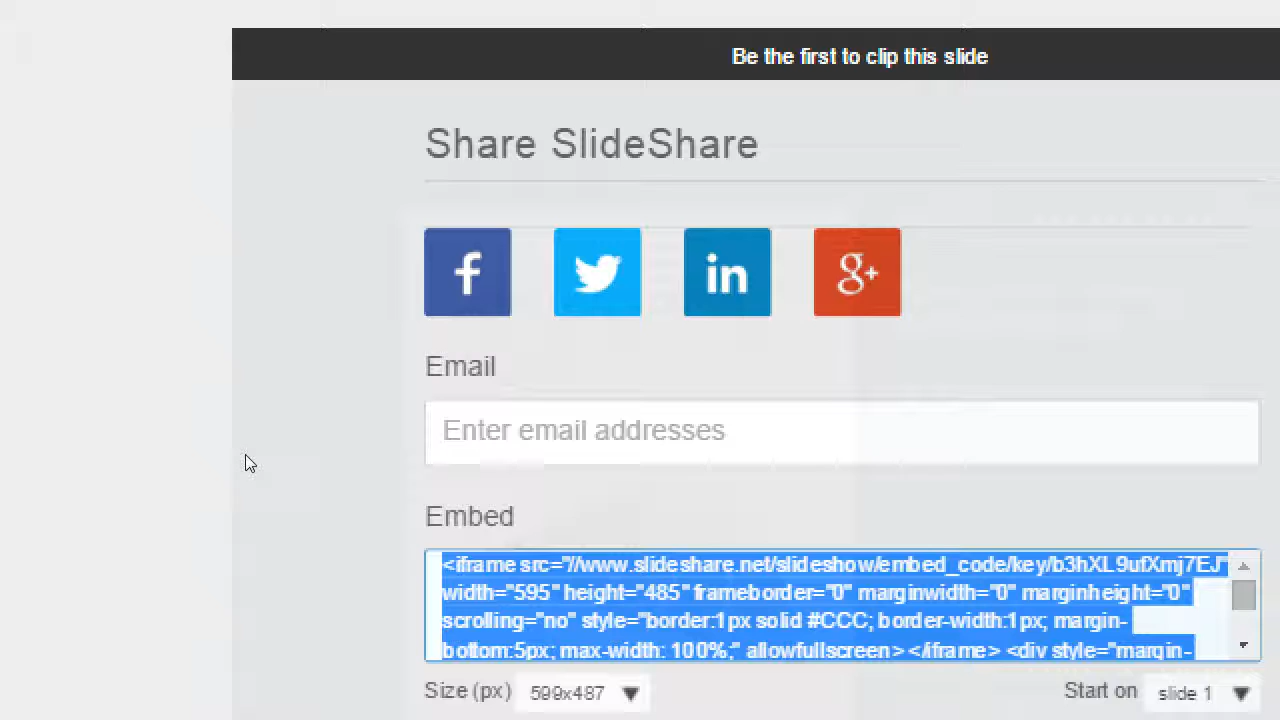 Be the first to clip this slide
Share SlideShare
f in g+
Email
Enter email addresses
Embed
<iframe src="//www.slideshare.net/slideshow/embed_code/key/b3hXL9ufXmj7EJ"
width="595" height="485" frameborder="0" marginwidth="0" marginheight="0"
scrolling="no" style="border:1px solid #CCC; border-width:1px; margin-
bottom:5px; max-width: 100%;" allowfullscreen> </iframe> <div style="margin-
Size (px) 599x487 Start on slide 1